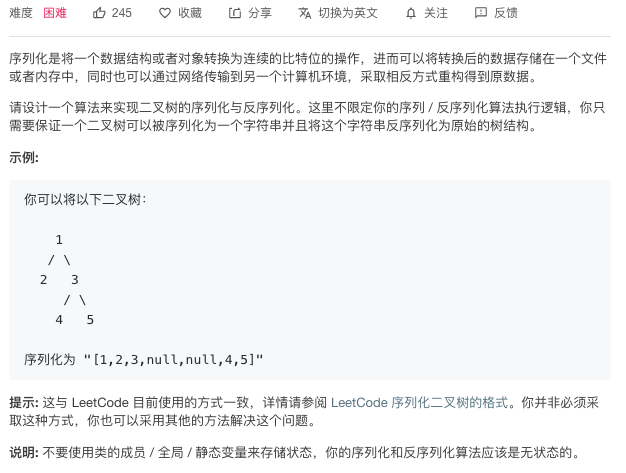 难度 困难 245 收藏 分享 切换为英文 关注 反馈
序列化是将一个数据结构或者对象转换为连续的比特位的操作，进而可以将转换后的数据存储在一个文件
或者内存中，同时也可以通过网络传输到另一个计算机环境，采取相反方式重构得到原数据。
请设计一个算法来实现二叉树的序列化与反序列化。这里不限定你的序列 / 反序列化算法执行逻辑，你只
需要保证一个二叉树可以被序列化为一个字符串并且将这个字符串反序列化为原始的树结构。
示例:
你可以将以下二叉树：
1
/ \
2 3
/ \
4 5
序列化为 "[1,2,3,null,null,4,5]"
提示: 这与 LeetCode 目前使用的方式一致，详情请参阅 LeetCode 序列化二叉树的格式。你并非必须采
取这种方式，你也可以采用其他的方法解决这个问题。
说明: 不要使用类的成员 / 全局 / 静态变量来存储状态，你的序列化和反序列化算法应该是无状态的。